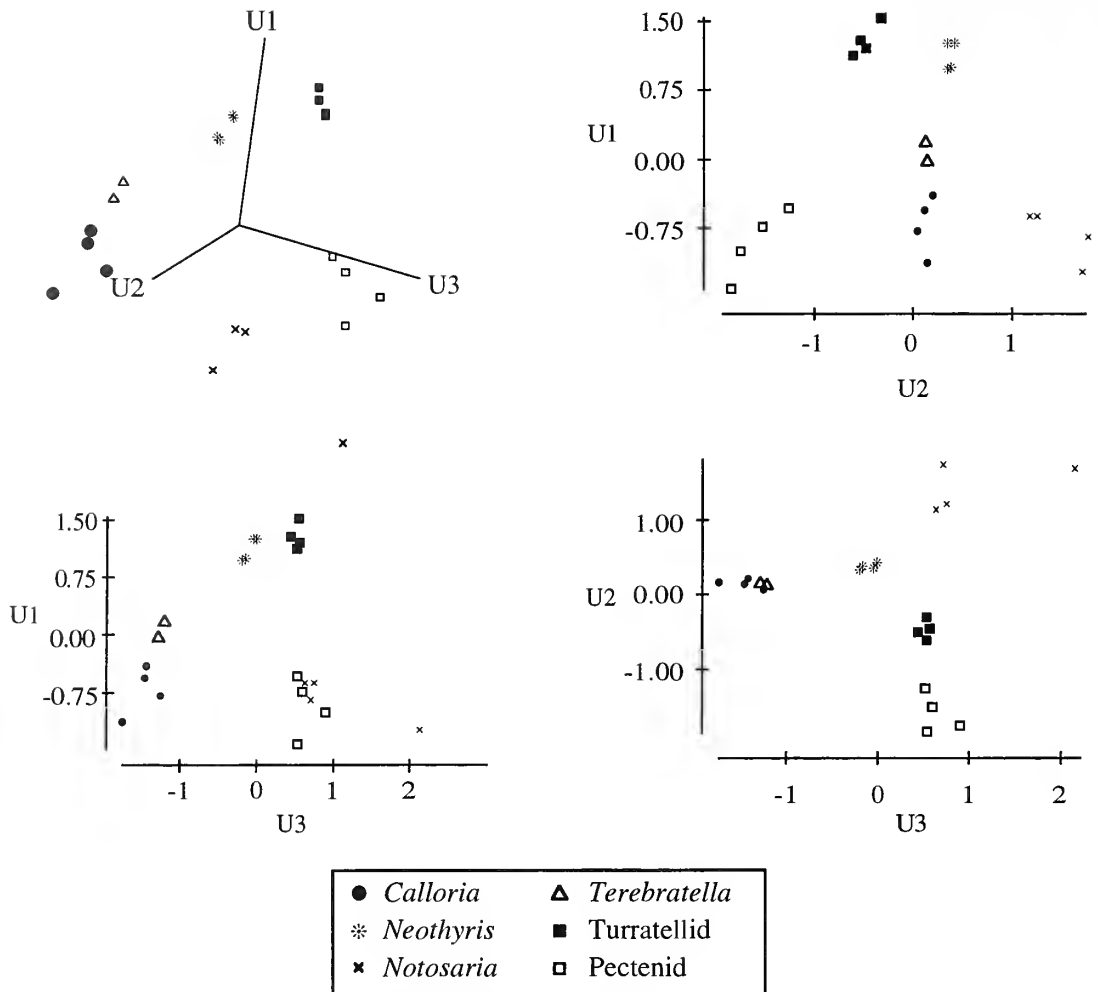 U1
U2
U3
1.50
0.75
U1
0.00
-0.75
-1
0
1
U2
1.50
0.75
U1
0.00
-0.75
-1
0
1
2
U3
1.00
U2
0.00
-1.00
-1
0
1
2
U3
Calloria
Terebratella
Neothyris
Turratellid
Notosaria
Pectenid